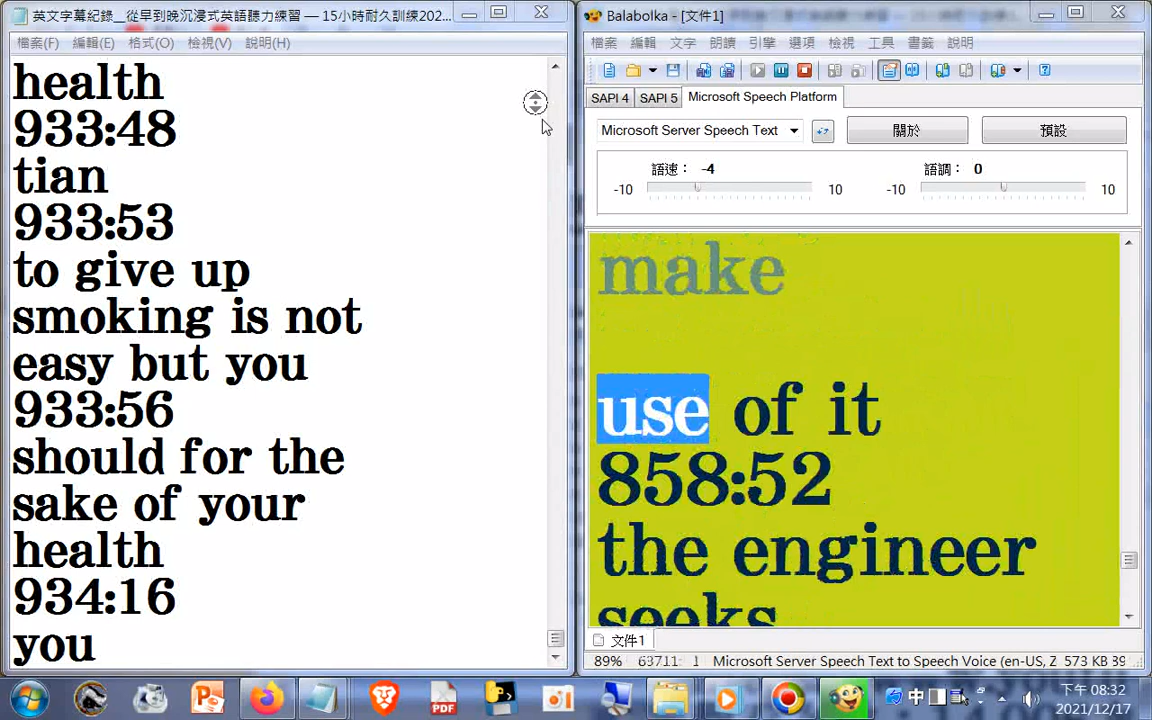 英文字幕紀錄__從早到晚沉浸式英語聽力練習 — 15小時耐久訓練202...
檔案(F) 編輯(E) 格式(O) 檢視(V) 說明(H)
health
933:48
tian
933:53
to give up
smoking is not
easy but you
933:56
should for the
sake of your
health
934:16
you
Balabolka - [文件1]
檔案 編輯 文字 朗讀 引擎 選項 檢視 工具 書籤 說明
SAPI 4 SAPI 5 Microsoft Speech Platform
Microsoft Server Speech Text 關於 預設
語速： -4 語調： 0
-10 10 -10 10
make
use of it
858:52
the engineer
seeks
文件1
89% 63711: 1 Microsoft Server Speech Text to Speech Voice (en-US, Z 573 KB 39
中 下午 08:32
2021/12/17